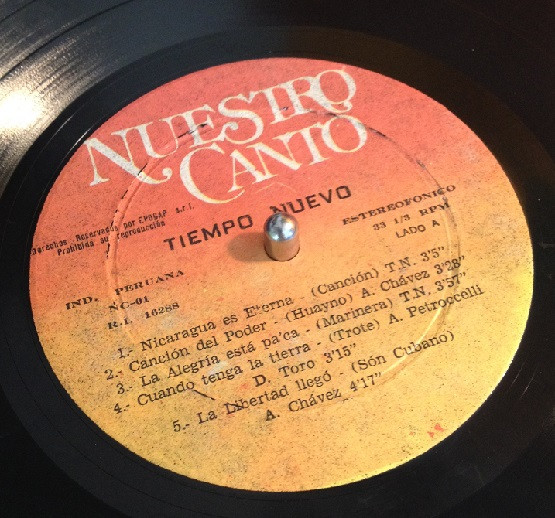 NUESTRO
CANTO
Derechos Reservados por EMUSAP s.r.l.
Prohibida su reproducción
TIEMPO NUEVO
ESTEREOFONICO
33 1/3 RPM
LADO A
IND. PERUANA
NC-01
R.I. 16288
1.- Nicaragua es Eterna - (Canción) T.N. 3'5"
2.- Canción del Poder - (Huayno) A. Chávez 3'28"
3.- La Alegría está pa'ca - (Marinera) T.N. 3'57"
4.- Cuando tenga la tierra - (Trote) A. Petroccelli
D. Toro 3'15"
5.- La Libertad llegó - (Són Cubano)
A. Chávez 4'17"